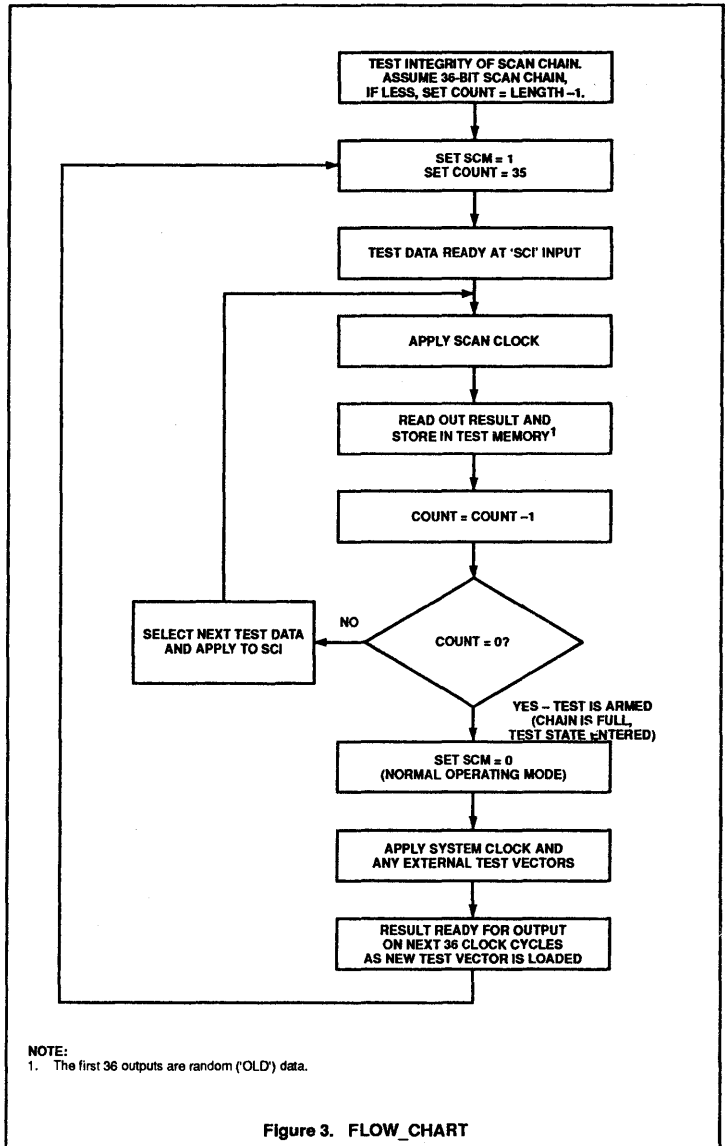 TEST INTEGRITY OF SCAN CHAIN.
ASSUME 36-BIT SCAN CHAIN,
IF LESS, SET COUNT = LENGTH –1.
SET SCM = 1
SET COUNT = 35
TEST DATA READY AT 'SCI' INPUT
APPLY SCAN CLOCK
READ OUT RESULT AND
STORE IN TEST MEMORY1
COUNT = COUNT –1
NO
SELECT NEXT TEST DATA
AND APPLY TO SCI
COUNT = 0?
YES – TEST IS ARMED
(CHAIN IS FULL,
TEST STATE ENTERED)
SET SCM = 0
(NORMAL OPERATING MODE)
APPLY SYSTEM CLOCK AND
ANY EXTERNAL TEST VECTORS
RESULT READY FOR OUTPUT
ON NEXT 36 CLOCK CYCLES
AS NEW TEST VECTOR IS LOADED
NOTE:
1. The first 36 outputs are random ('OLD') data.
Figure 3. FLOW_CHART